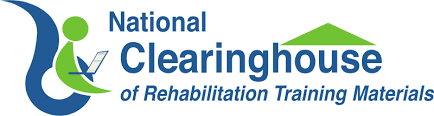 National
Clearinghouse
of Rehabilitation Training Materials